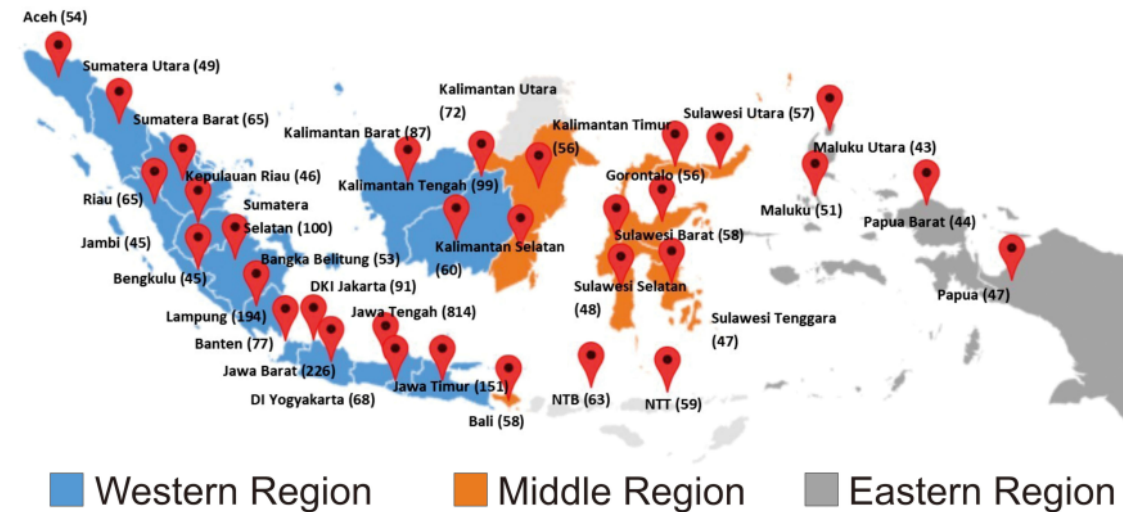 Aceh (54)
Sumatera Utara (49)
Kalimantan Utara
(72)
Sumatera Barat (65)
Kalimantan Barat (87)
Kalimantan Timur
(56)
Sulawesi Utara (57)
Maluku Utara (43)
Kepulauan Riau (46)
Kalimantan Tengah (99)
Gorontalo (56)
Riau (65)
Sumatera
Selatan (100)
Maluku (51)
Papua Barat (44)
Jambi (45)
Sulawesi Barat (58)
Kalimantan Selatan
(60)
Bangka Belitung (53)
Bengkulu (45)
DKI Jakarta (91)
Sulawesi Selatan
(48)
Papua (47)
Lampung (194)
Jawa Tengah (814)
Sulawesi Tenggara
(47)
Banten (77)
Jawa Barat (226)
Jawa Timur (151)
DI Yogyakarta (68)
NTB (63)
NTT (59)
Bali (58)
Western Region
Middle Region
Eastern Region